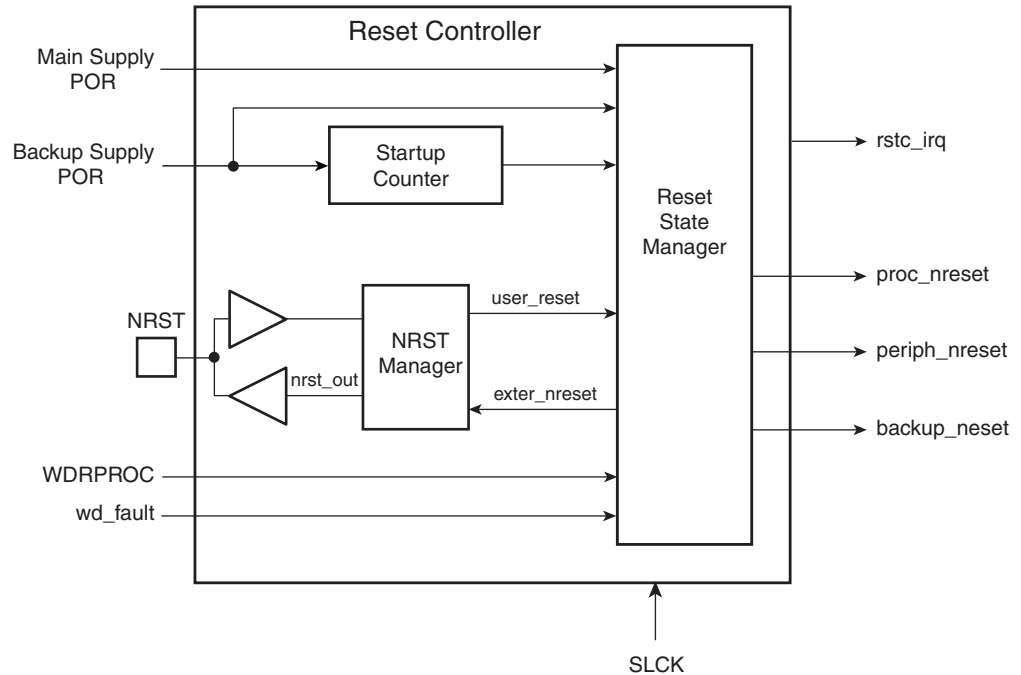 Reset Controller
Main Supply
POR
Backup Supply
POR
Startup
Counter
rstc_irq
Reset
State
Manager
proc_nreset
user_reset
NRST
NRST
Manager
periph_nreset
nrst_out
exter_nreset
backup_neset
WDRPROC
wd_fault
SLCK